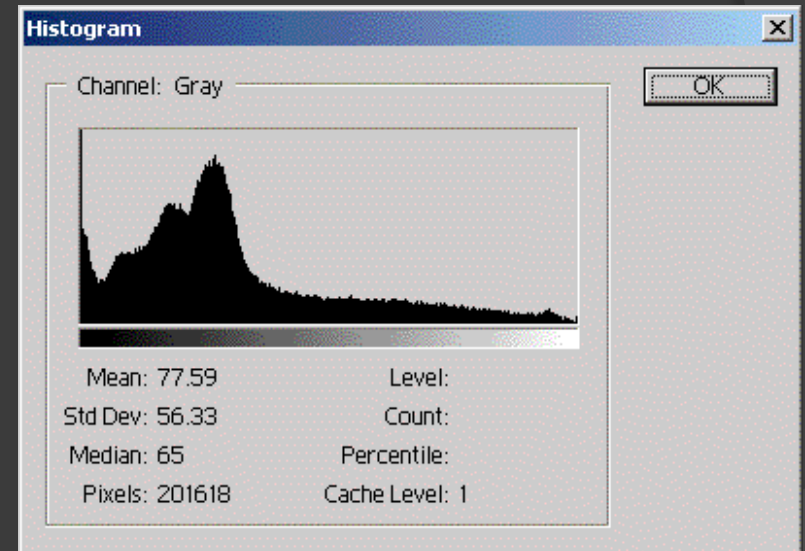 Histogram
OK
Channel: Gray
Mean: 77.59 Level:
Std Dev: 56.33 Count:
Median: 65 Percentile:
Pixels: 201618 Cache Level: 1